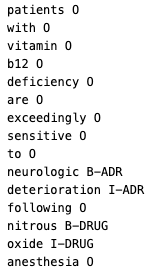 patients O
with O
vitamin O
b12 O
deficiency O
are O
exceedingly O
sensitive O
to O
neurologic B-ADR
deterioration I-ADR
following O
nitrous B-DRUG
oxide I-DRUG
anesthesia O